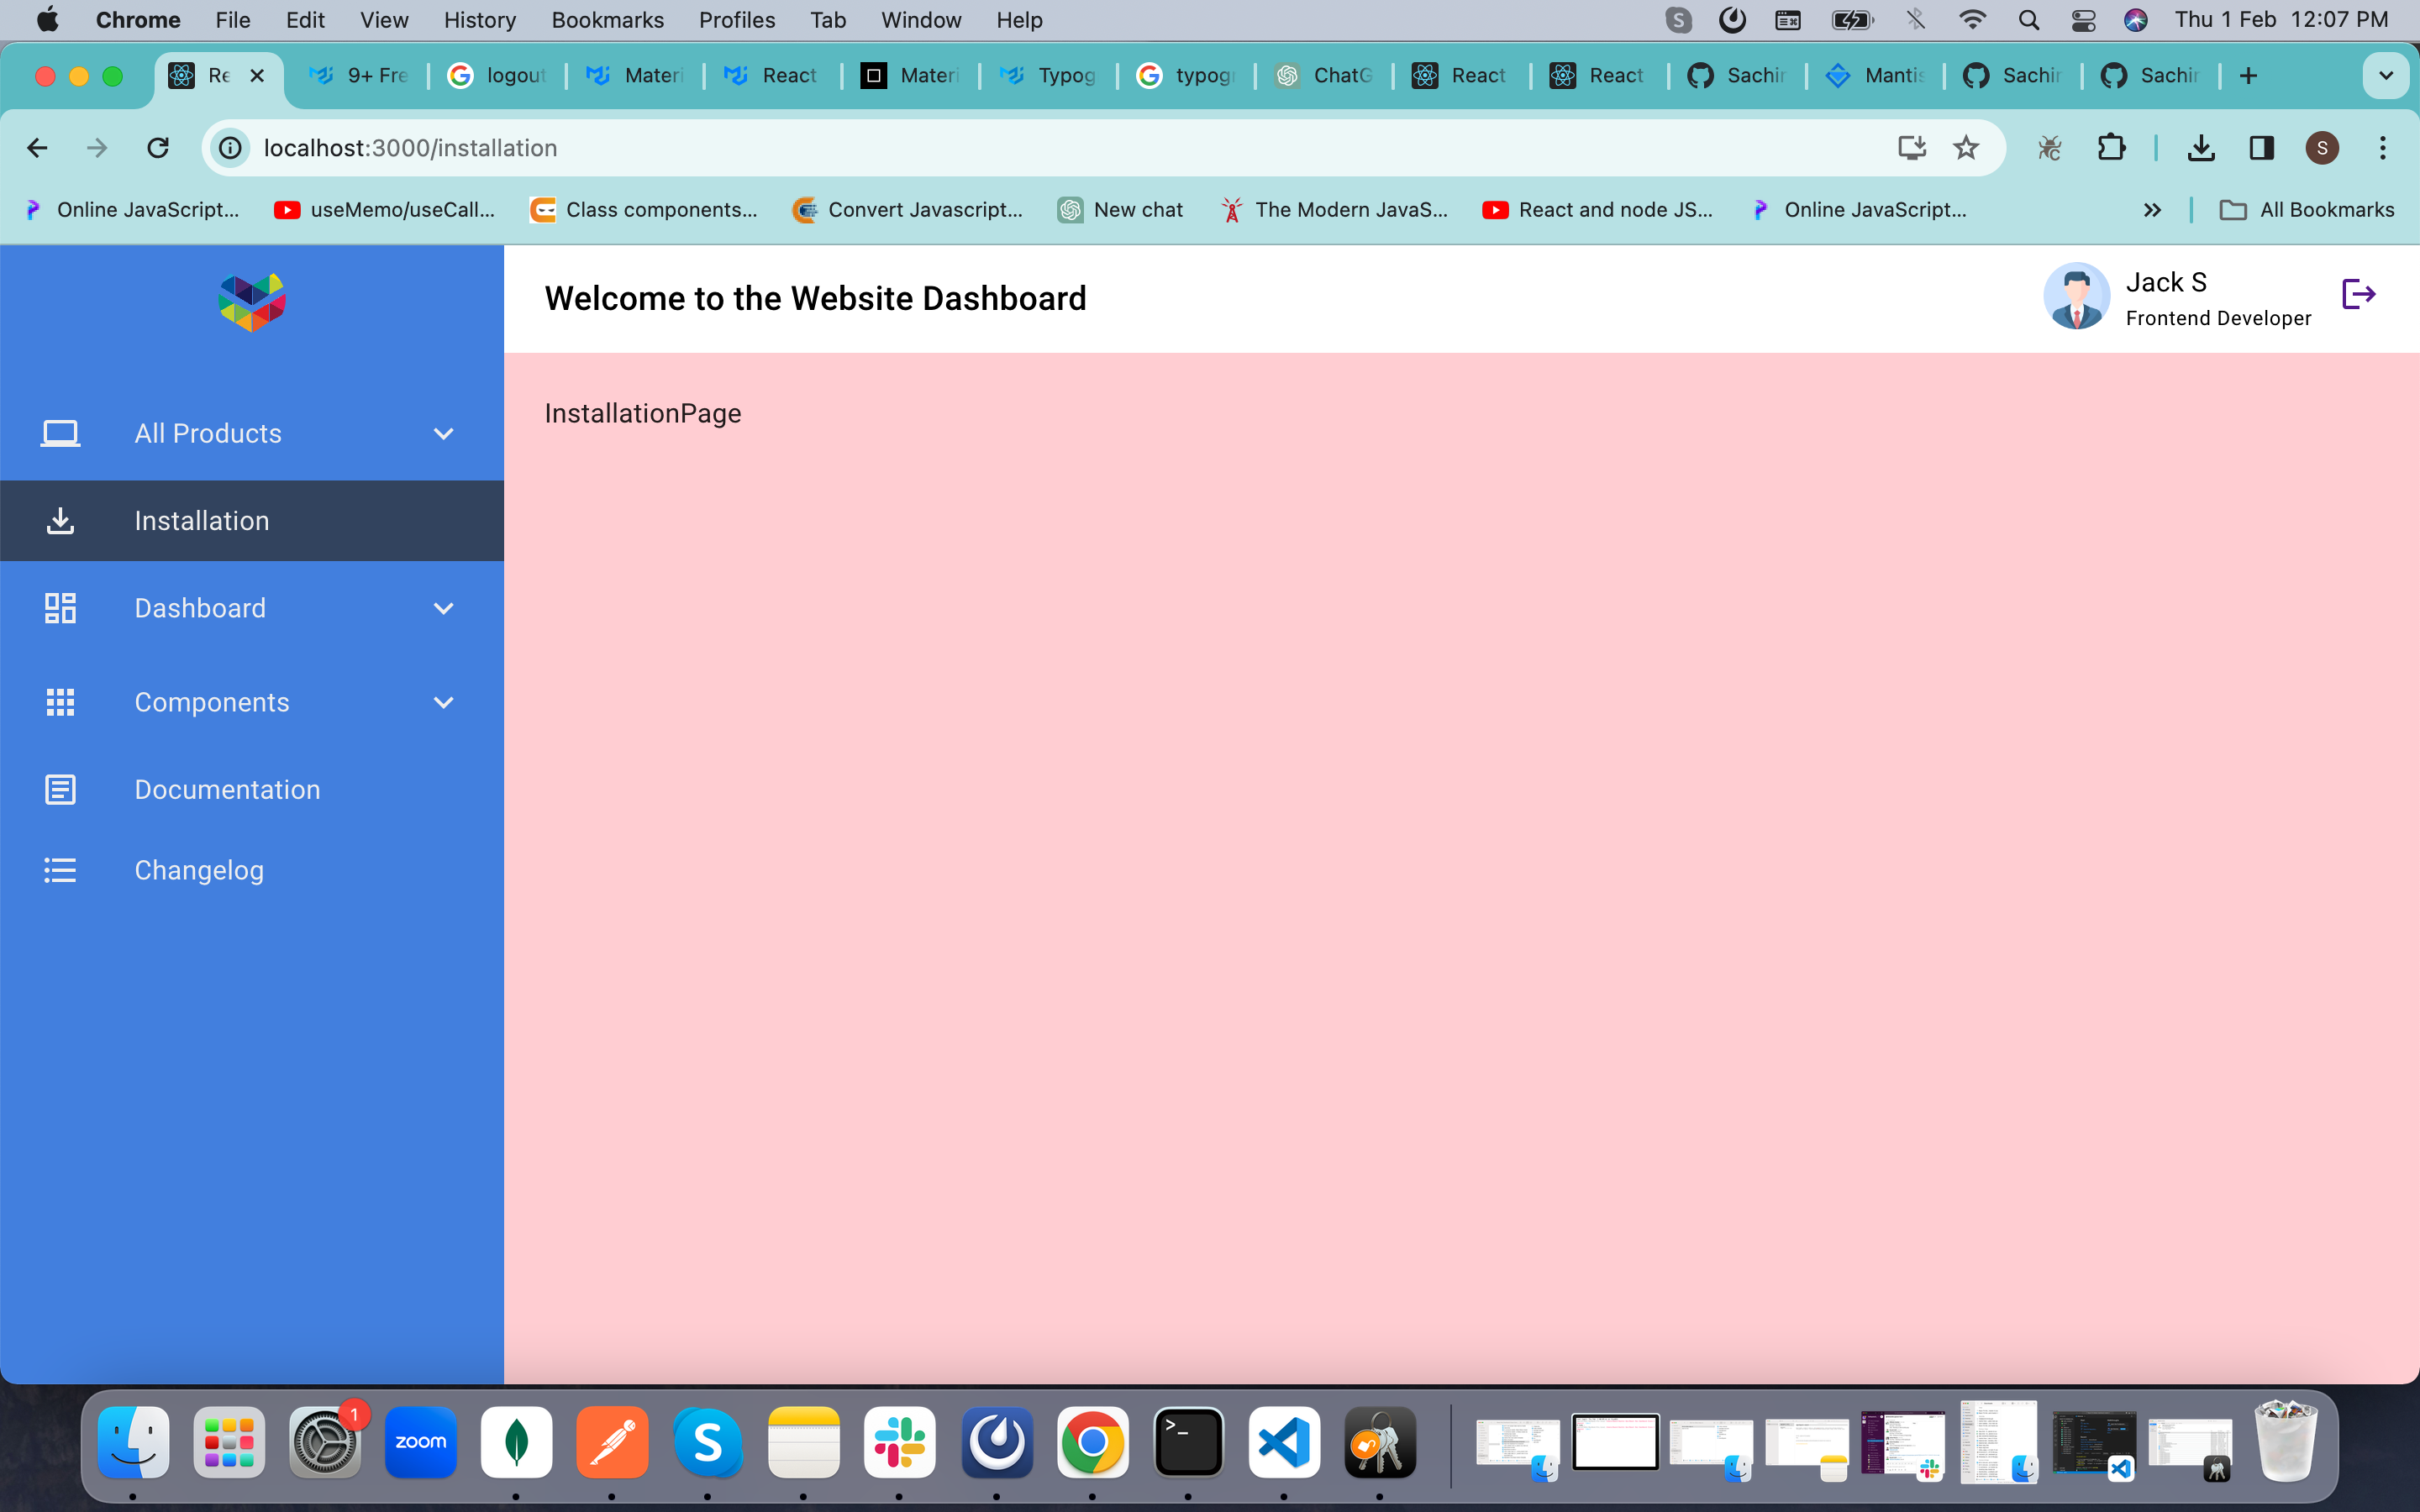 Chrome File Edit View History Bookmarks Profiles Tab Window Help Thu 1 Feb 12:07 PM
Re 9+ Fre logout Materi React Materi Typog typogr ChatG React React Sachin Mantis Sachin Sachin
localhost:3000/installation S
Online JavaScript... useMemo/useCall... Class components... Convert Javascript... New chat The Modern JavaS... React and node JS... Online JavaScript... All Bookmarks
Welcome to the Website Dashboard
Jack S
Frontend Developer
InstallationPage
All Products
Installation
Dashboard
Components
Documentation
Changelog
1
zoom
S